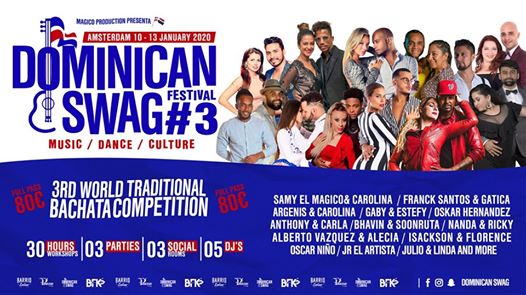 MAGICO PRODUCTION PRESENTA
AMSTERDAM 10 - 13 JANUARY 2020
DOMINICAN
SWAG FESTIVAL #3
MUSIC / DANCE / CULTURE
FULL PASS 80€
3RD WORLD TRADITIONAL
BACHATA COMPETITION
FULL PASS 80€
30 HOURS WORKSHOPS
03 PARTIES
03 SOCIAL ROOMS
05 DJ'S
SAMY EL MAGICO & CAROLINA / FRANCK SANTOS & GATICA
ARGENIS & CAROLINA / GABY & ESTEFY / OSKAR HERNANDEZ
ANTHONY & CARLA / BHAVIN & SOONRUTA / NANDA & RICKY
ALBERTO VAZQUEZ & ALECIA / ISACKSON & FLORENCE
OSCAR NIÑO / JR EL ARTISTA / JULIO & LINDA AND MORE
DOMINICAN SWAG